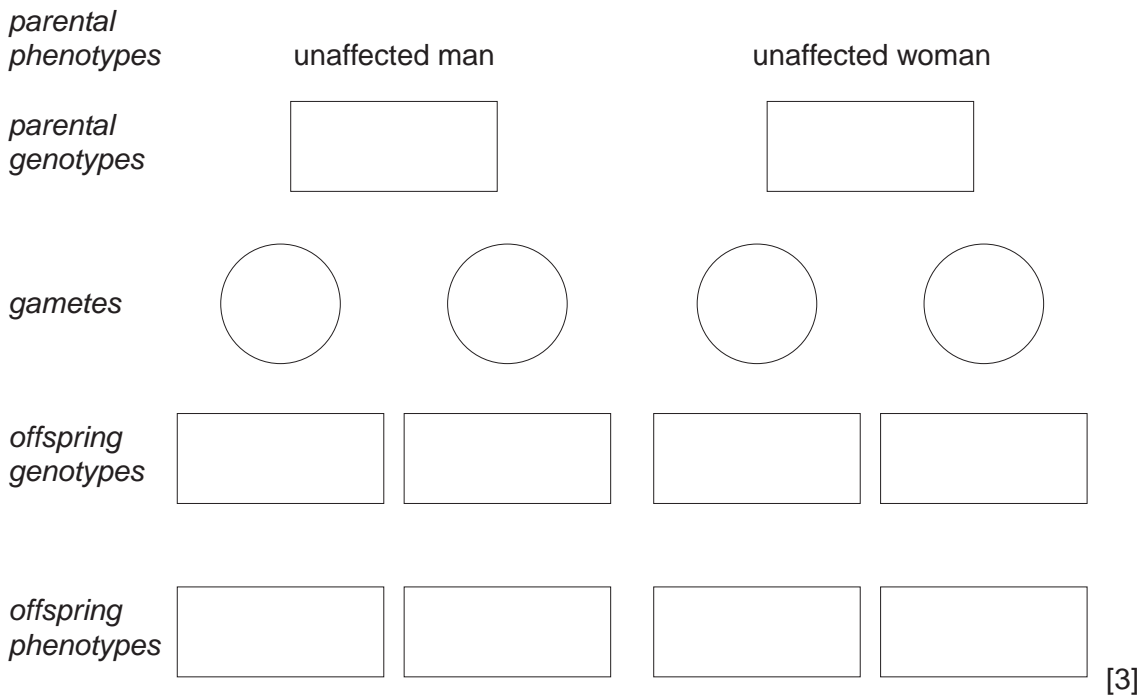 parental
phenotypes unaffected man unaffected woman
parental
genotypes
gametes
offspring
genotypes
offspring
phenotypes
[3]